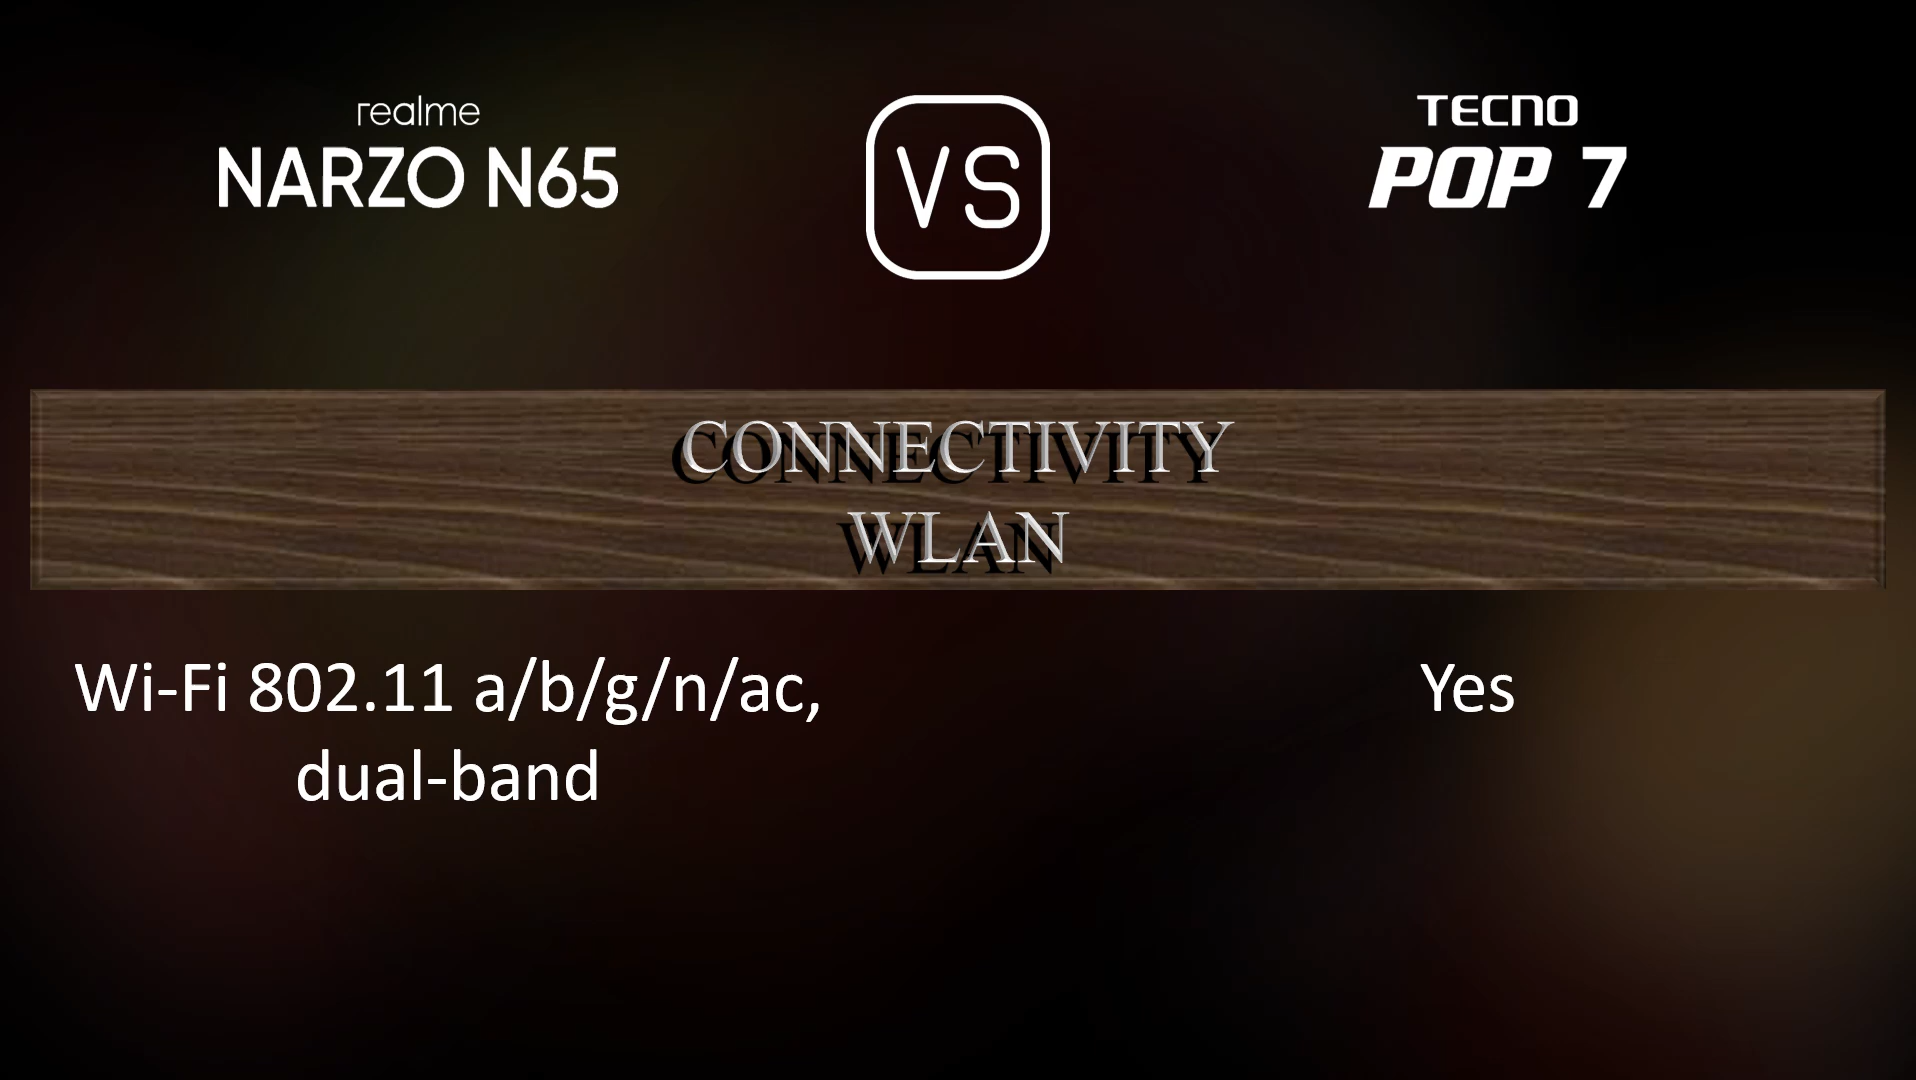 realme
NARZO N65
VS
TECNO
POP 7
CONNECTIVITY
WLAN
Wi-Fi 802.11 a/b/g/n/ac,
dual-band
Yes